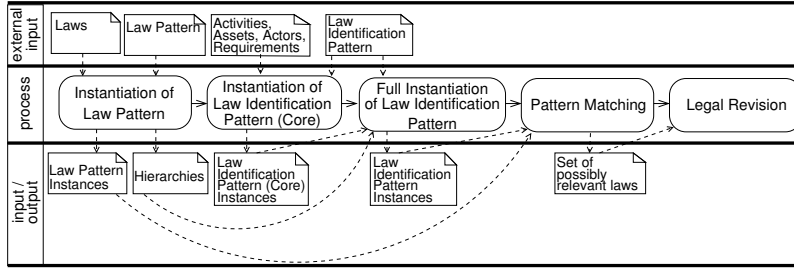 external
input
Laws
Law Pattern
Activities,
Assets, Actors,
Requirements
Law
Identification
Pattern
process
Instantiation of
Law Pattern
Instantiation of
Law Identification
Pattern (Core)
Full Instantiation
of Law Identification
Pattern
Pattern Matching
Legal Revision
input /
output
Law Pattern
Instances
Hierarchies
Law
Identification
Pattern (Core)
Instances
Law
Identification
Pattern
Instances
Set of
possibly
relevant laws